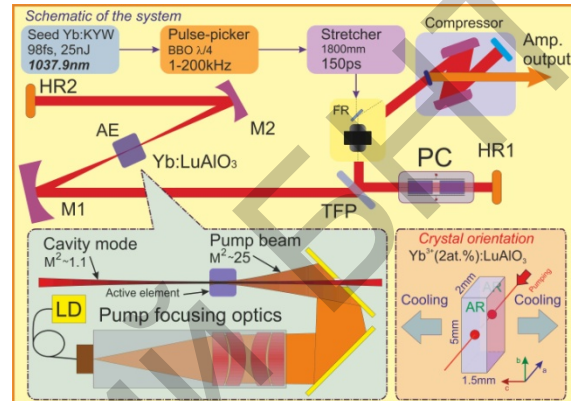 Schematic of the system
Seed Yb:KYW
98fs, 25nJ
1037.9nm
Pulse-picker
BBO λ/4
1-200kHz
Stretcher
1800mm
150ps
Compressor
Amp.
output
HR2
FR
M2
AE
Yb:LuAlO₃
PC
HR1
M1
TFP
Cavity mode
M²~1.1
Pump beam
M²~25
Active element
LD
Pump focusing optics
Crystal orientation
Yb³⁺(2at.%):LuAlO₃
2mm
AR
Pumping
Cooling
AR
Cooling
5mm
1.5mm
b
a
c